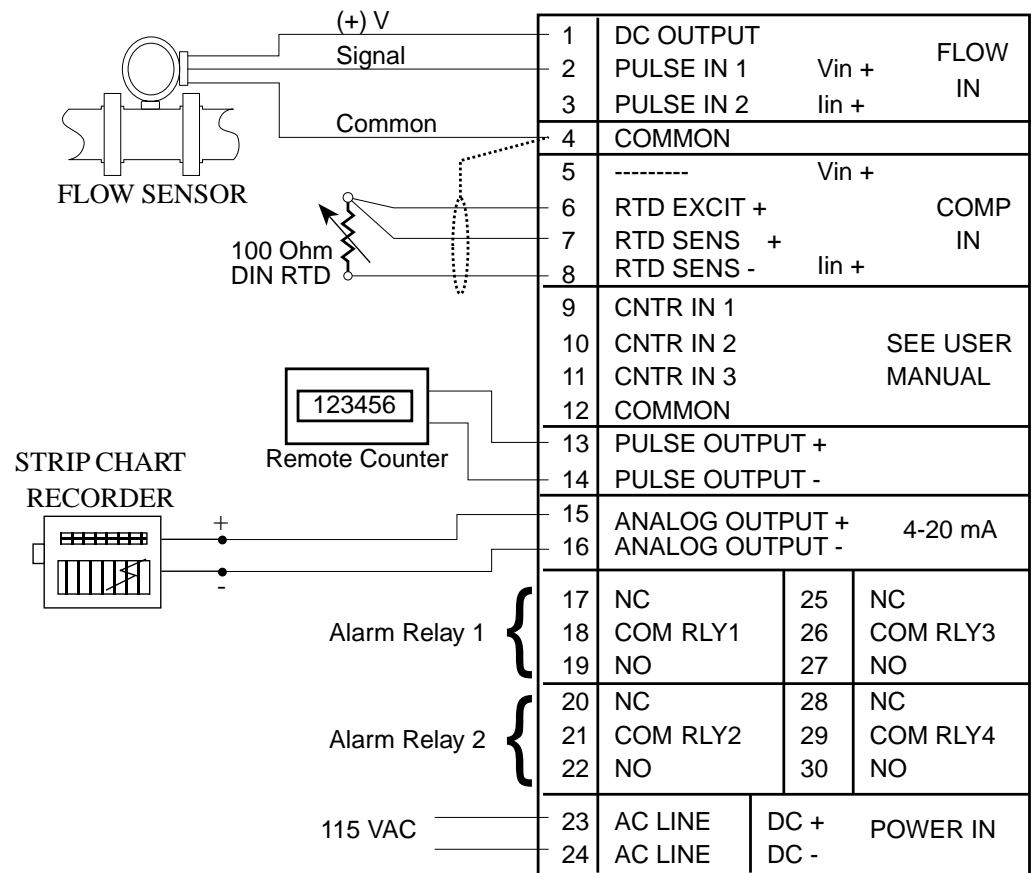 (+) V
Signal
Common
FLOW SENSOR
100 Ohm
DIN RTD
123456
Remote Counter
STRIP CHART
RECORDER
+
-
Alarm Relay 1 {
Alarm Relay 2 {
115 VAC
1 DC OUTPUT
2 PULSE IN 1 Vin +
3 PULSE IN 2 Iin +
FLOW
IN
4 COMMON
5 --------- Vin +
6 RTD EXCIT +
7 RTD SENS +
8 RTD SENS - Iin +
COMP
IN
9 CNTR IN 1
10 CNTR IN 2
11 CNTR IN 3
12 COMMON
SEE USER
MANUAL
13 PULSE OUTPUT +
14 PULSE OUTPUT -
15 ANALOG OUTPUT +
16 ANALOG OUTPUT -
4-20 mA
17 NC 25 NC
18 COM RLY1 26 COM RLY3
19 NO 27 NO
20 NC 28 NC
21 COM RLY2 29 COM RLY4
22 NO 30 NO
23 AC LINE DC +
24 AC LINE DC -
POWER IN